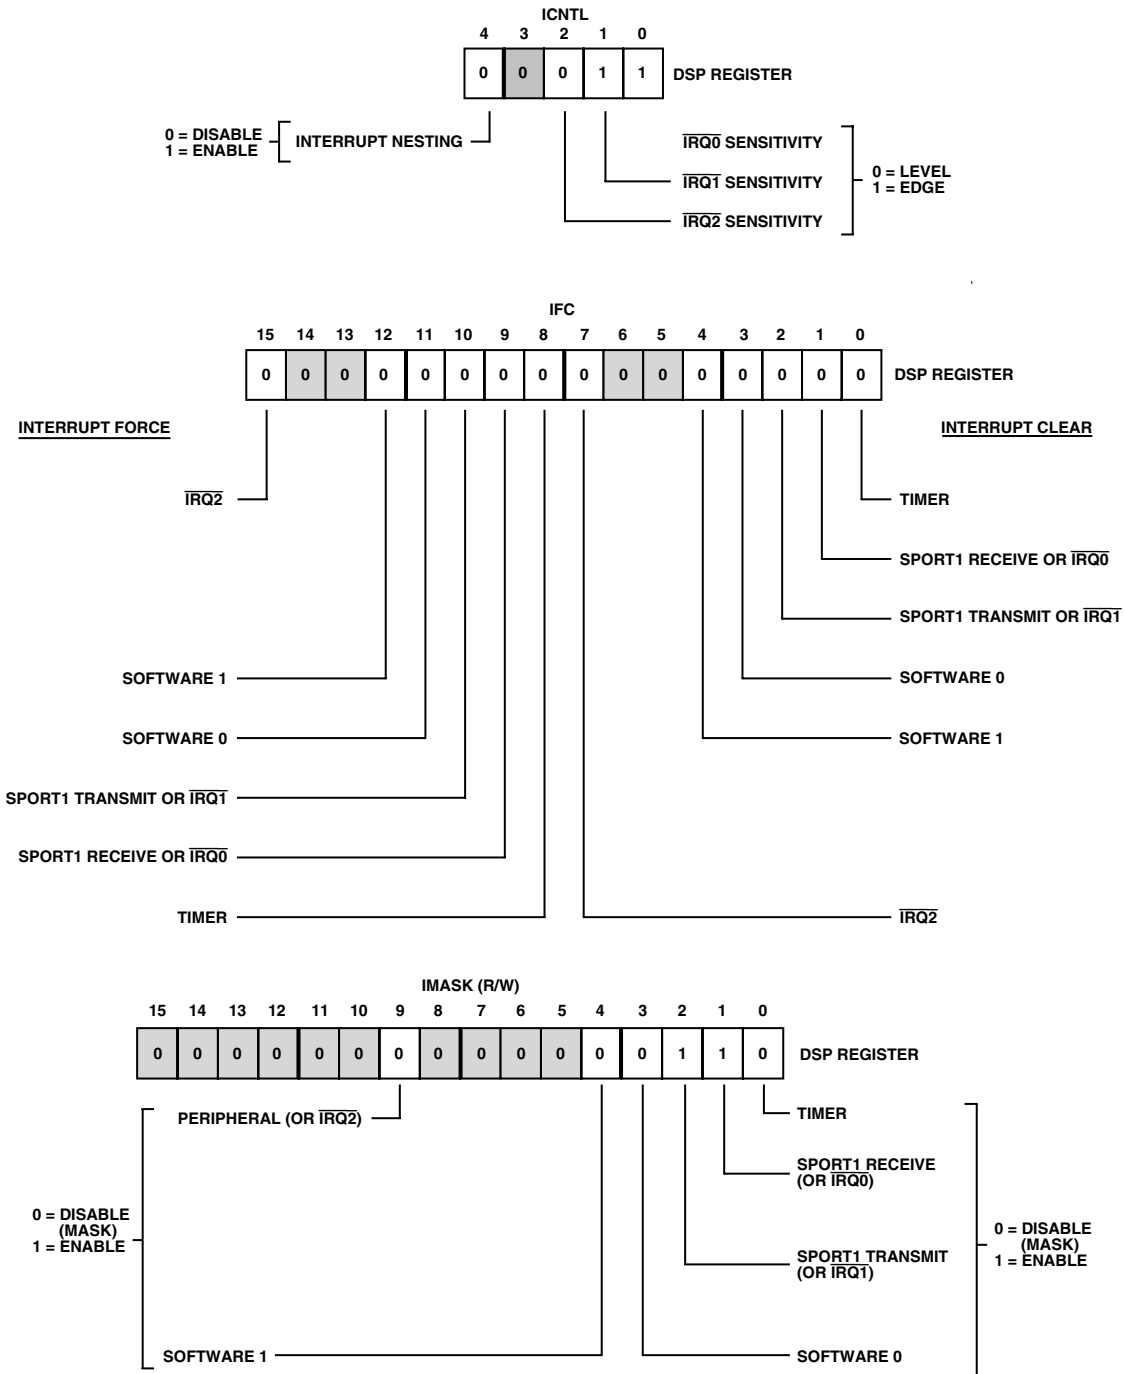 ICNTL
4 3 2 1 0
0 0 0 1 1 DSP REGISTER
0 = DISABLE
1 = ENABLE
INTERRUPT NESTING
IRQ0 SENSITIVITY
IRQ1 SENSITIVITY
IRQ2 SENSITIVITY
0 = LEVEL
1 = EDGE
IFC
15 14 13 12 11 10 9 8 7 6 5 4 3 2 1 0
0 0 0 0 0 0 0 0 0 0 0 0 0 0 0 0 DSP REGISTER
INTERRUPT FORCE
INTERRUPT CLEAR
IRQ2
TIMER
SPORT1 RECEIVE OR IRQ0
SPORT1 TRANSMIT OR IRQ1
SOFTWARE 1
SOFTWARE 0
SOFTWARE 0
SOFTWARE 1
SPORT1 TRANSMIT OR IRQ1
SPORT1 RECEIVE OR IRQ0
TIMER
IRQ2
IMASK (R/W)
15 14 13 12 11 10 9 8 7 6 5 4 3 2 1 0
0 0 0 0 0 0 0 0 0 0 0 0 0 1 1 0 DSP REGISTER
PERIPHERAL (OR IRQ2)
TIMER
SPORT1 RECEIVE
(OR IRQ0)
0 = DISABLE
(MASK)
1 = ENABLE
0 = DISABLE
(MASK)
1 = ENABLE
SPORT1 TRANSMIT
(OR IRQ1)
SOFTWARE 1
SOFTWARE 0